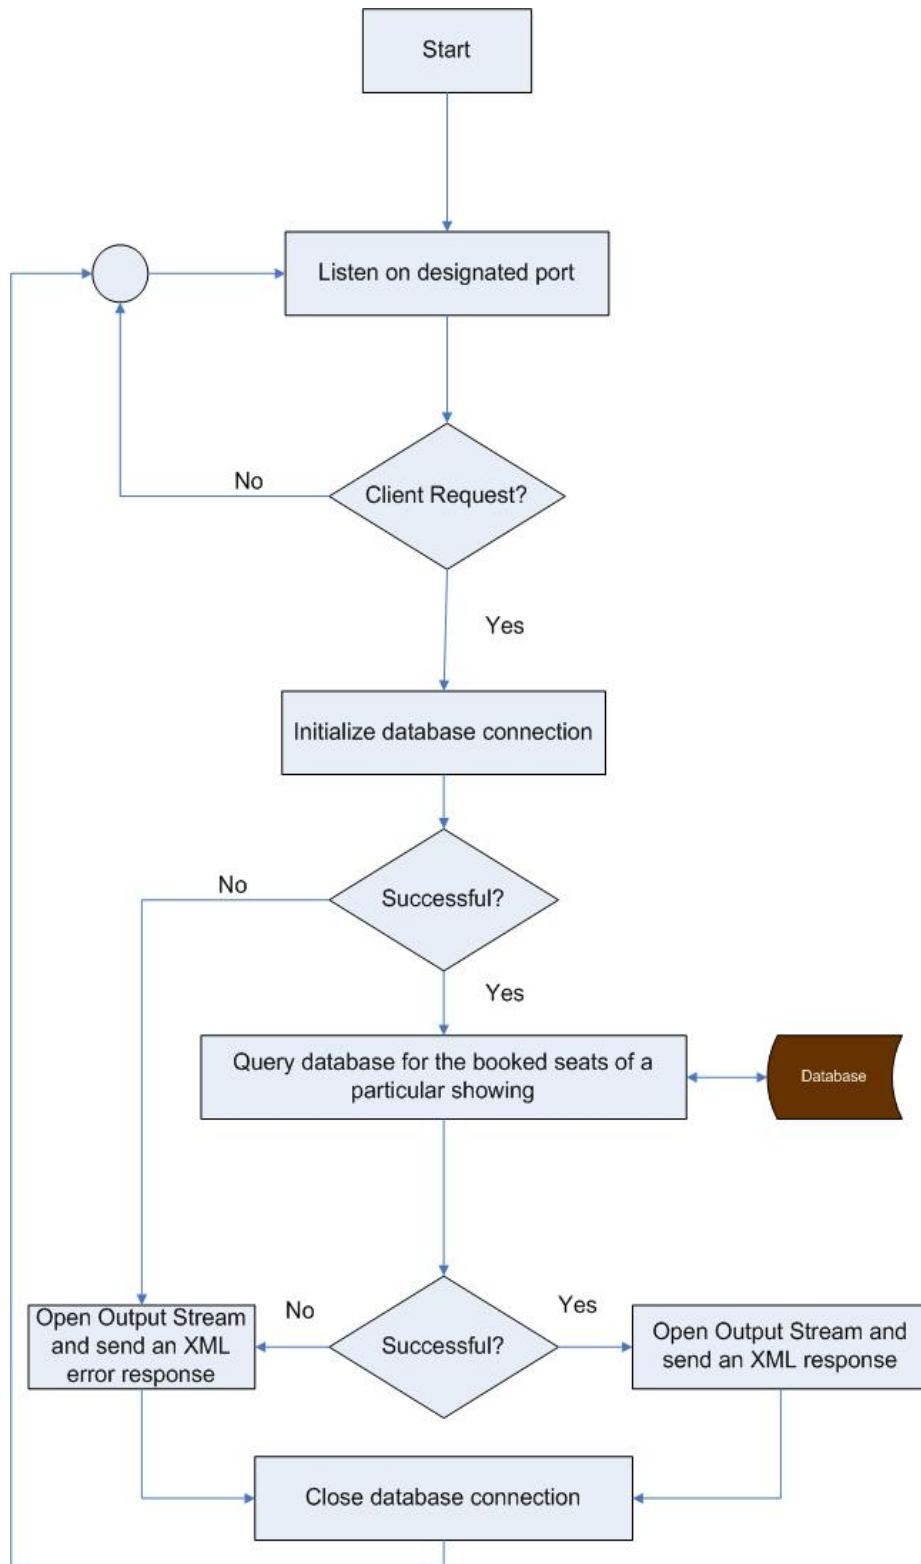 Start
Listen on designated port
No
Client Request?
Yes
Initialize database connection
No
Successful?
Yes
Query database for the booked seats of a
particular showing
Database
Open Output Stream
and send an XML
error response
No
Successful?
Yes
Open Output Stream and
send an XML response
Close database connection